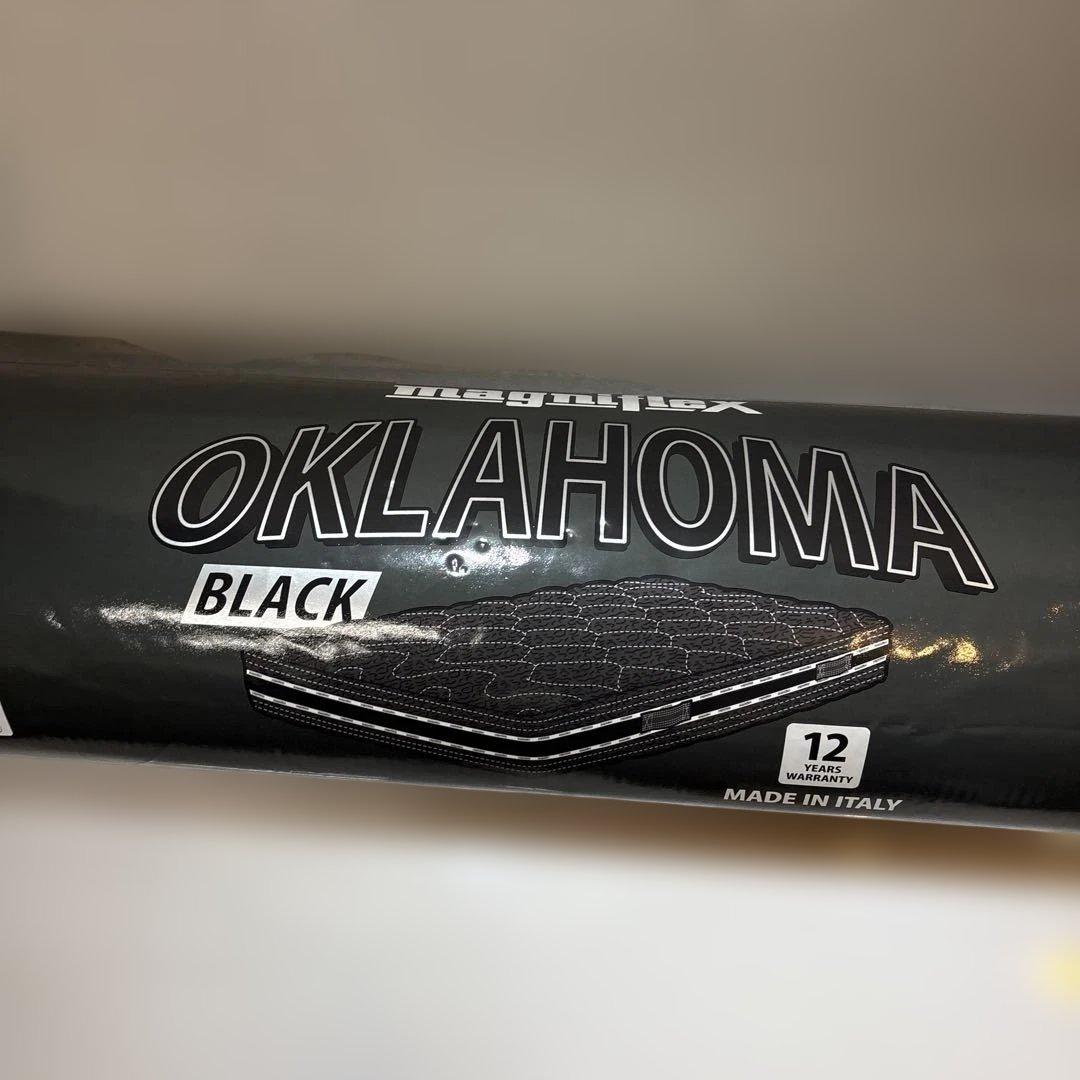 magniflex
OKLAHOMA
BLACK
12
YEARS
WARRANTY
MADE IN ITALY